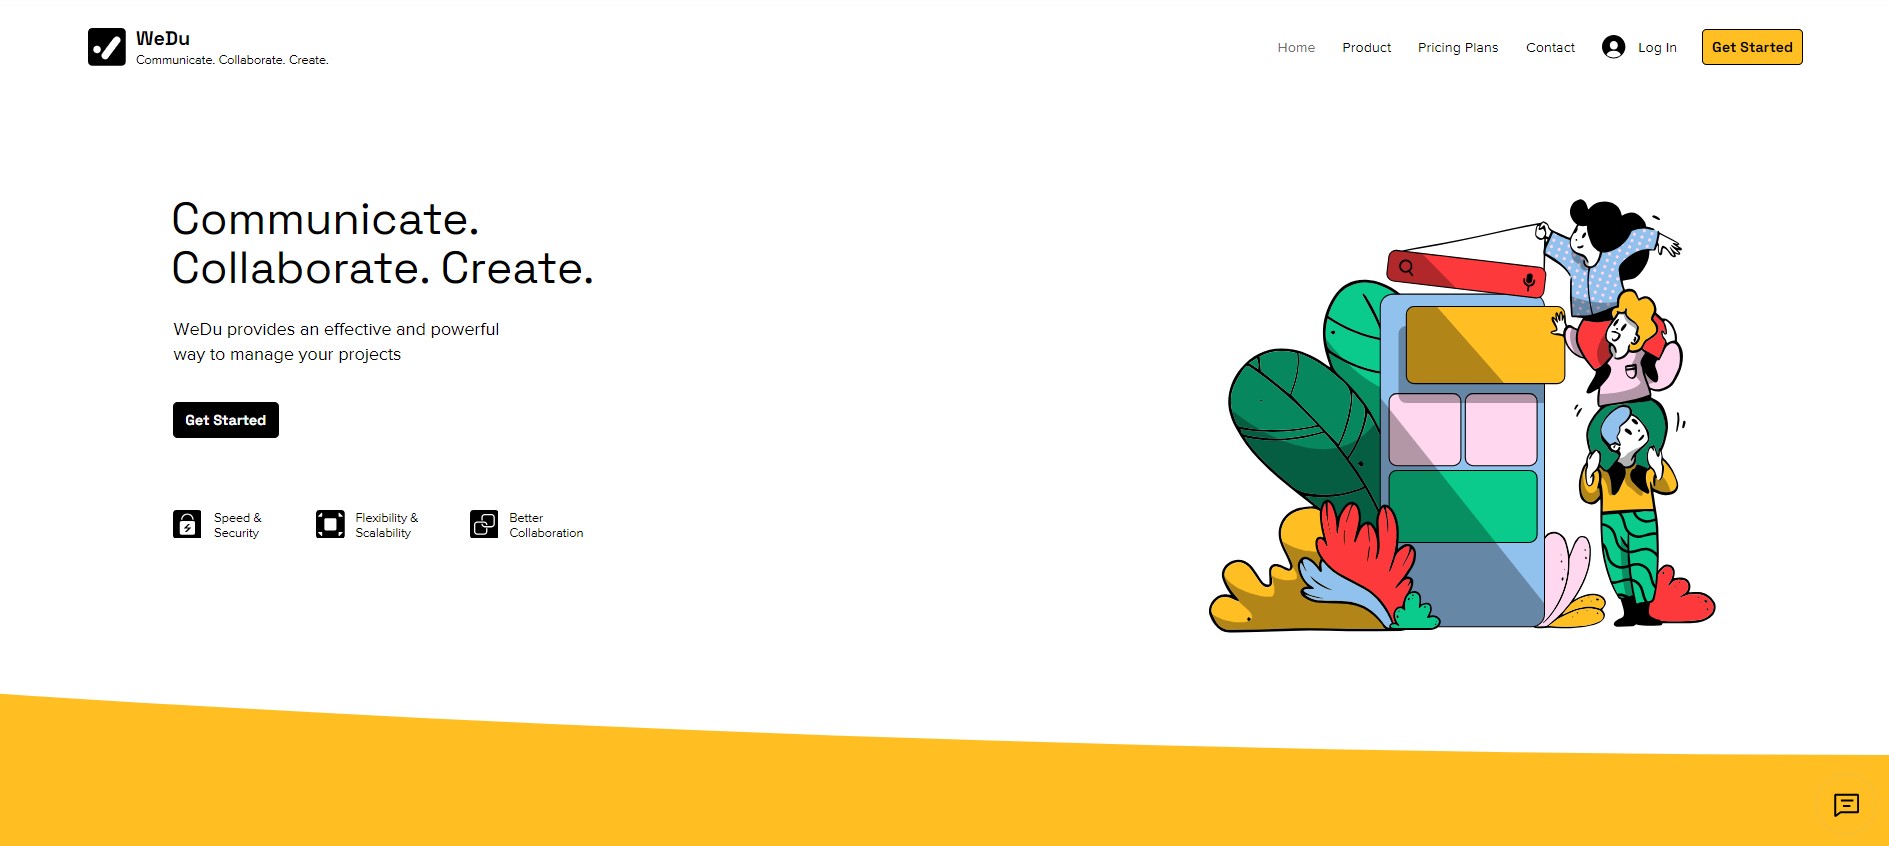 WeDu
Communicate. Collaborate. Create.
Home
Product
Pricing Plans
Contact
Log In
Get Started
Communicate.
Collaborate. Create.
WeDu provides an effective and powerful
way to manage your projects
Get Started
Speed &
Security
Flexibility &
Scalability
Better
Collaboration